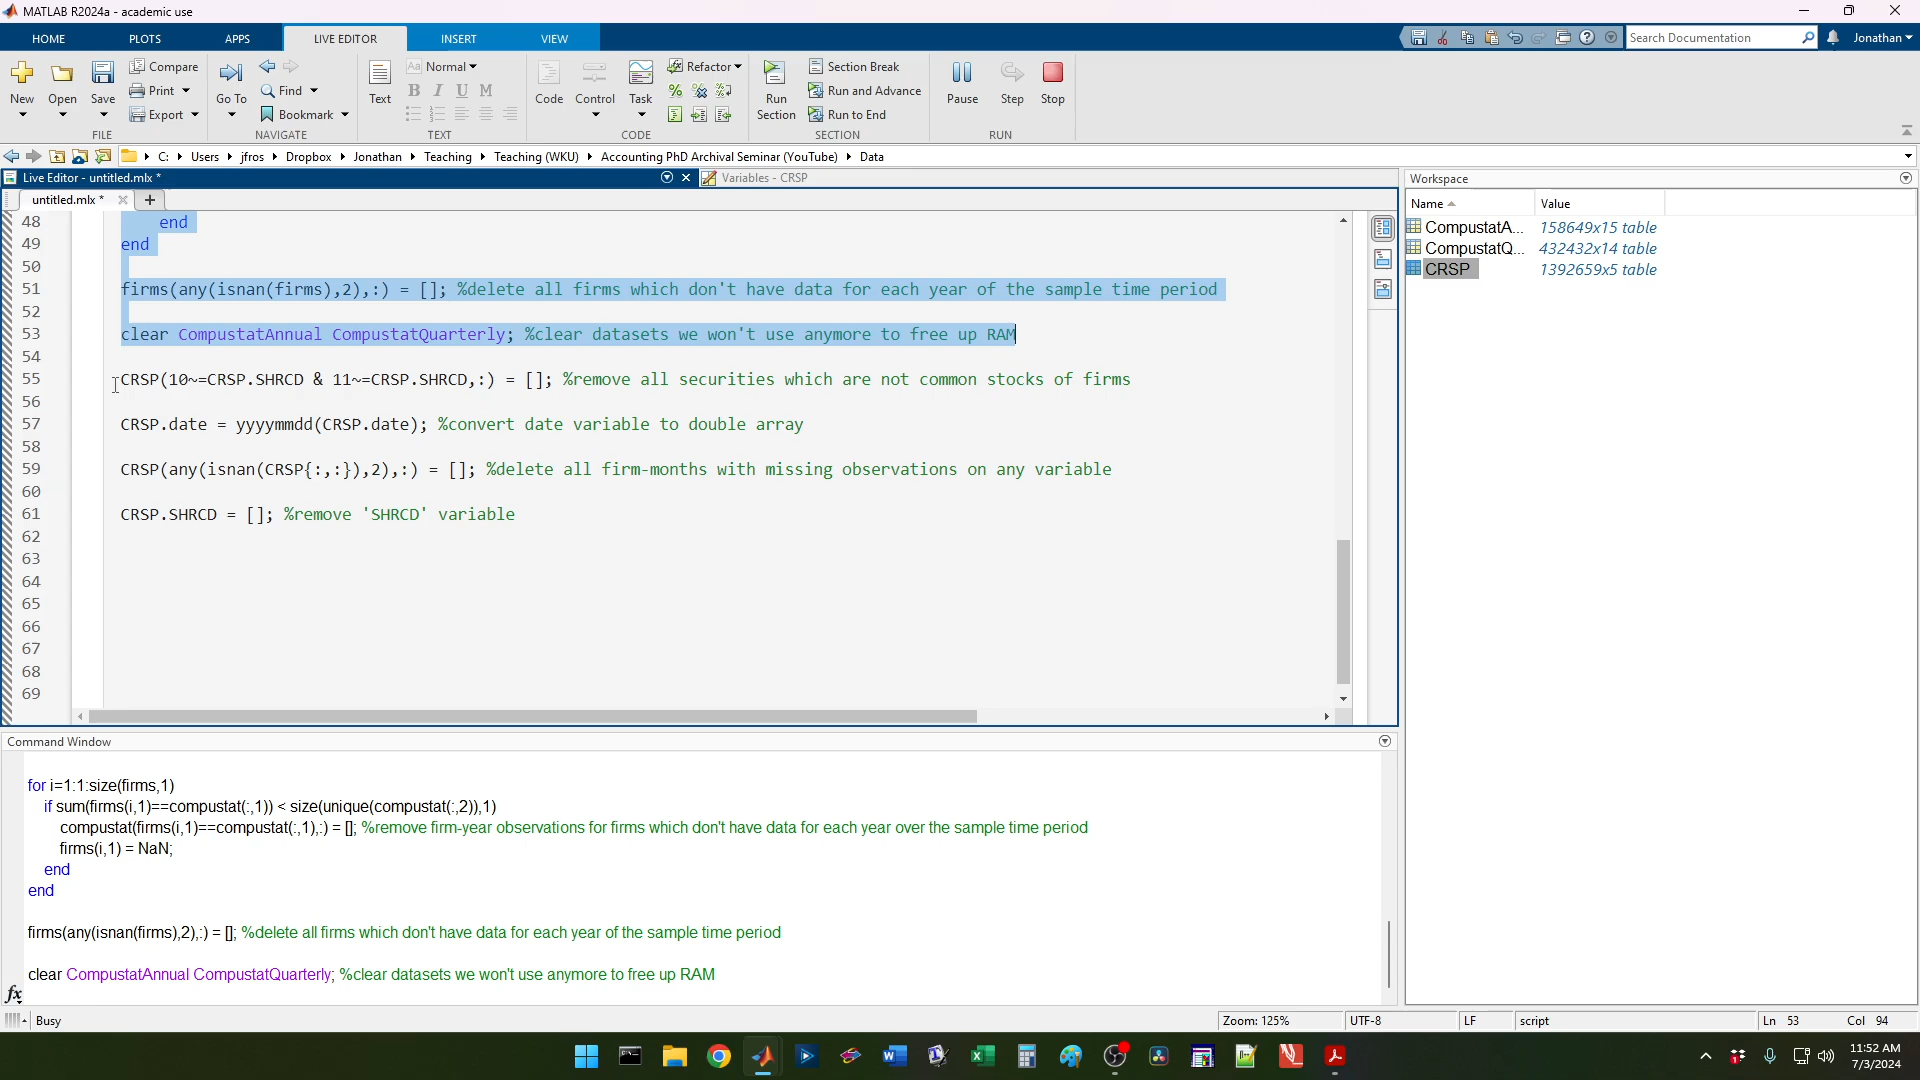 MATLAB R2024a - academic use
HOME PLOTS APPS LIVE EDITOR INSERT VIEW
Search Documentation
Jonathan
New
Open
Save
Compare
Print
Export
FILE
Go To
Find
Bookmark
NAVIGATE
Text
Aa Normal
B I U M
TEXT
Code
Control
Task
Refactor
CODE
Run Section
Section Break
Run and Advance
Run to End
SECTION
Pause
Step
Stop
RUN
C: Users jfros Dropbox Jonathan Teaching Teaching (WKU) Accounting PhD Archival Seminar (YouTube) Data
Live Editor - untitled.mlx *
Variables - CRSP
untitled.mlx *
48 end
49 end
50
51 firms(any(isnan(firms),2),:) = []; %delete all firms which don't have data for each year of the sample time period
52
53 clear CompustatAnnual CompustatQuarterly; %clear datasets we won't use anymore to free up RAM
54
55 CRSP(10~=CRSP.SHRCD & 11~=CRSP.SHRCD,:) = []; %remove all securities which are not common stocks of firms
56
57 CRSP.date = yyyymmdd(CRSP.date); %convert date variable to double array
58
59 CRSP(any(isnan(CRSP{:,:}),2),:) = []; %delete all firm-months with missing observations on any variable
60
61 CRSP.SHRCD = []; %remove 'SHRCD' variable
62
63
64
65
66
67
68
69
Workspace
Name Value
CompustatA... 158649x15 table
CompustatQ... 432432x14 table
CRSP 1392659x5 table
Command Window
for i=1:1:size(firms,1)
if sum(firms(i,1)==compustat(:,1)) < size(unique(compustat(:,2)),1)
compustat(firms(i,1)==compustat(:,1),:) = []; %remove firm-year observations for firms which don't have data for each year over the sample time period
firms(i,1) = NaN;
end
end
firms(any(isnan(firms),2),:) = []; %delete all firms which don't have data for each year of the sample time period
clear CompustatAnnual CompustatQuarterly; %clear datasets we won't use anymore to free up RAM
fx
Busy
Zoom: 125% UTF-8 LF script Ln 53 Col 94
11:52 AM
7/3/2024